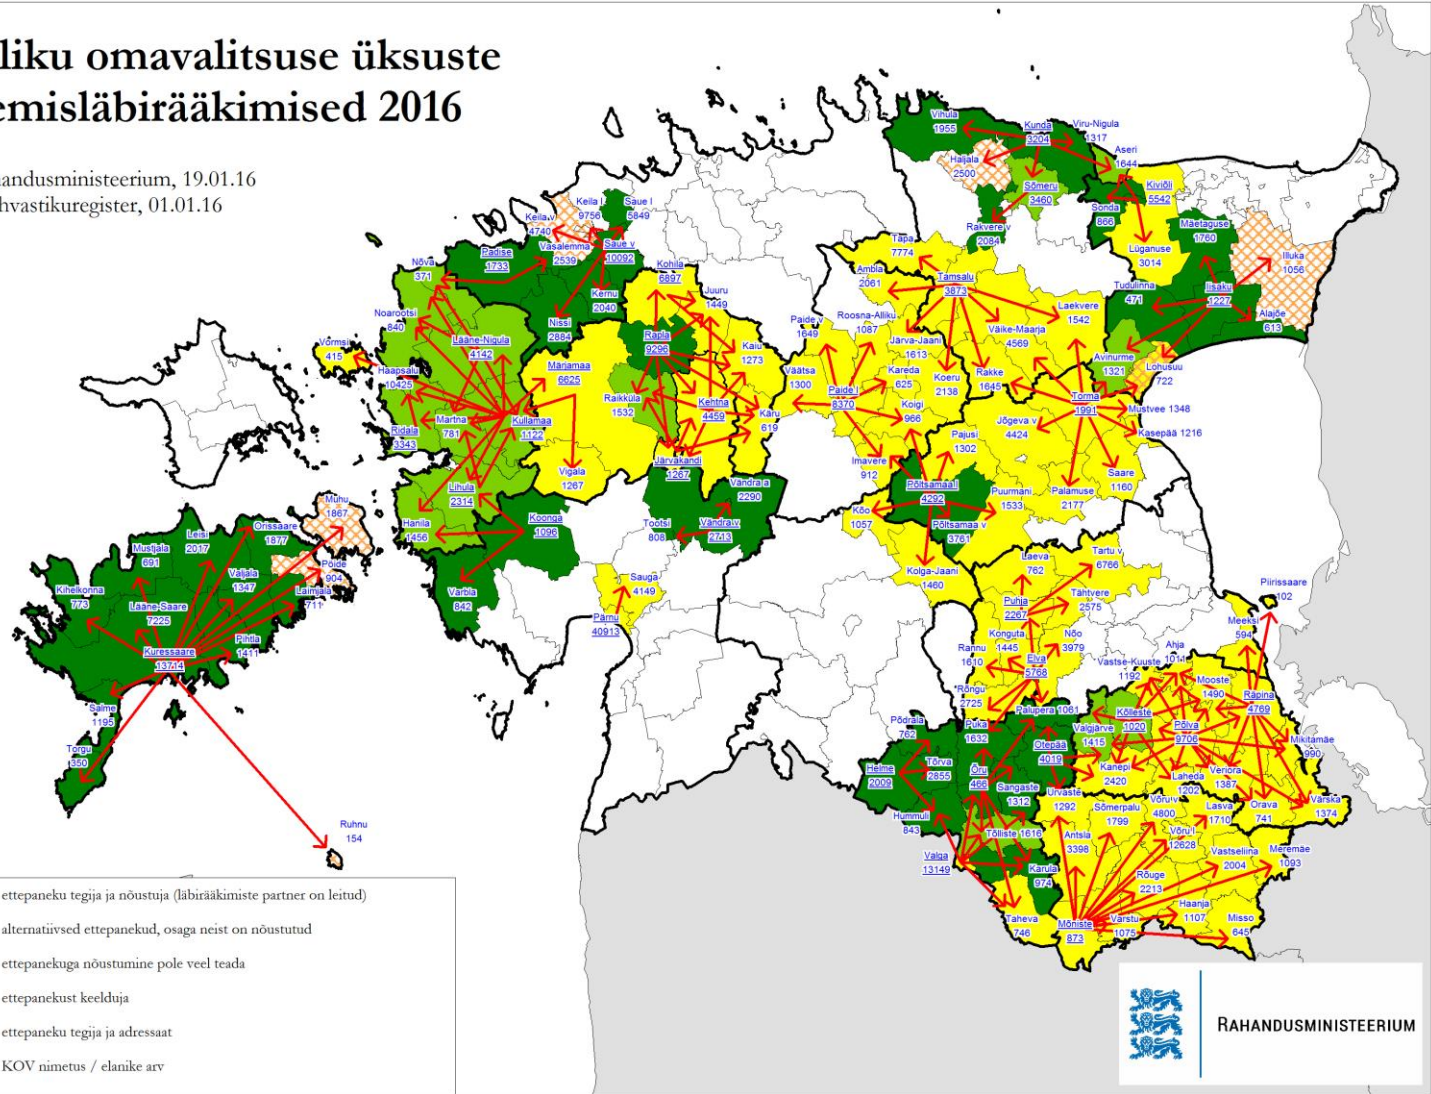 liku omavalitsuse üksuste
emisläbirääkimised 2016
handusministeerium, 19.01.16
hvastikuregister, 01.01.16
Vihula
1955
Kunda
3204
Viru-Nigula
1317
Haljala
2500
Aseri
1644
Sõmeru
3460
Kiviõli
5542
Sonda
866
Rakvere v
2084
Mäetaguse
1760
Lüganuse
3014
Illuka
1056
Tudulinna
471
Iisaku
1227
Alajõe
613
Avinurme
1321
Lohusuu
722
Keila l
9756
Saue l
5849
Keila v
4740
Vasalemma
2539
Saue v
10092
Padise
1733
Nõva
371
Kernu
2040
Nissi
2884
Kohila
6897
Juuru
1449
Rapla
9296
Kaiu
1273
Raikküla
1532
Kehtna
4459
Käru
619
Järvakandi
1267
Märjamaa
6625
Vigala
1267
Noarootsi
840
Lääne-Nigula
4142
Vormsi
415
Haapsalu
10425
Ridala
3343
Martna
781
Kullamaa
1122
Lihula
2314
Hanila
1456
Koonga
1096
Varbla
842
Vändra a
2290
Tootsi
808
Vändra v
2713
Sauga
4149
Pärnu
40913
Tapa
7774
Ambla
2061
Tamsalu
3873
Paide v
1649
Roosna-Alliku
1087
Laekvere
1542
Väike-Maarja
4569
Järva-Jaani
1613
Väätsa
1300
Kareda
625
Koeru
2138
Rakke
1645
Paide l
8370
Koigi
966
Imavere
912
Torma
1991
Mustvee 1348
Kasepää 1216
Jõgeva v
4424
Pajusi
1302
Saare
1160
Palamuse
2177
Põltsamaa l
4292
Puurmani
1533
Kõo
1057
Põltsamaa v
3761
Kolga-Jaani
1460
Laeva
762
Tartu v
6766
Puhja
2267
Tähtvere
2575
Konguta
1445
Nõo
3979
Rannu
1610
Elva
5768
Rõngu
2725
Piirissaare
102
Meeksi
594
Ahja
1011
Vastse-Kuuste
1192
Mooste
1490
Räpina
4769
Palupera 1061
Kõlleste
1020
Põlva
9706
Valgjärve
1415
Mikitamäe
990
Kanepi
2420
Laheda
1202
Veriora
1387
Orava
741
Värska
1374
Põdrala
762
Puka
1632
Otepää
4019
Helme
2009
Tõrva
2855
Õru
466
Sangaste
1312
Hummuli
843
Tõlliste 1616
Valga
13149
Karula
974
Taheva
746
Urvaste
1292
Sõmerpalu
1799
Võru v
4800
Lasva
1710
Antsla
3398
Võru l
12628
Vastseliina
2004
Meremäe
1093
Rõuge
2213
Haanja
1107
Misso
645
Mõniste
873
Varstu
1075
Muhu
1867
Orissaare
1877
Leisi
2017
Mustjala
691
Pöide
904
Valjala
1347
Laimjala
711
Kihelkonna
773
Lääne-Saare
7225
Pihtla
1411
Kuressaare
13714
Salme
1195
Torgu
350
Ruhnu
154
ettepaneku tegija ja nõustuja (läbirääkimiste partner on leitud)
alternatiivsed ettepanekud, osaga neist on nõustutud
ettepanekuga nõustumine pole veel teada
ettepanekust keelduja
ettepaneku tegija ja adressaat
KOV nimetus / elanike arv
RAHANDUSMINISTEERIUM